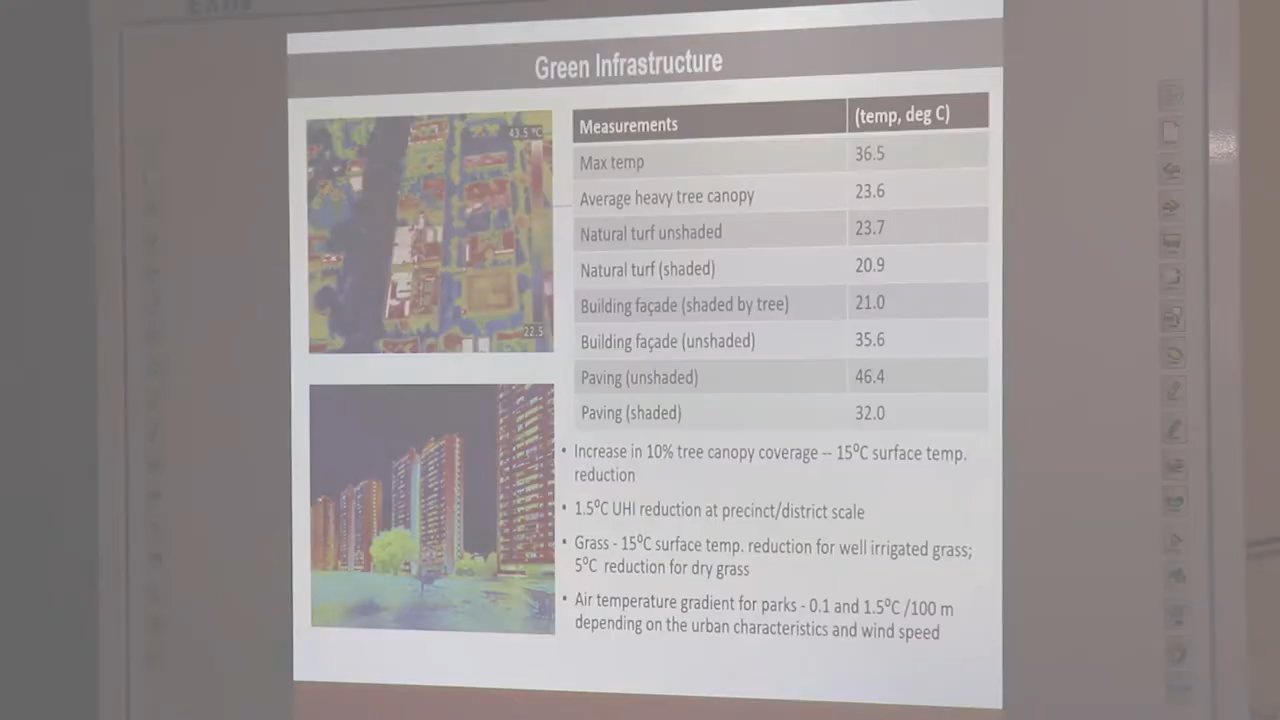 Green Infrastructure
43.5 °C
22.5
Measurements (temp, deg C)
Max temp 36.5
Average heavy tree canopy 23.6
Natural turf unshaded 23.7
Natural turf (shaded) 20.9
Building façade (shaded by tree) 21.0
Building façade (unshaded) 35.6
Paving (unshaded) 46.4
Paving (shaded) 32.0
• Increase in 10% tree canopy coverage -- 15⁰C surface temp.
reduction
• 1.5⁰C UHI reduction at precinct/district scale
• Grass - 15⁰C surface temp. reduction for well irrigated grass;
5⁰C reduction for dry grass
• Air temperature gradient for parks - 0.1 and 1.5⁰C /100 m
depending on the urban characteristics and wind speed